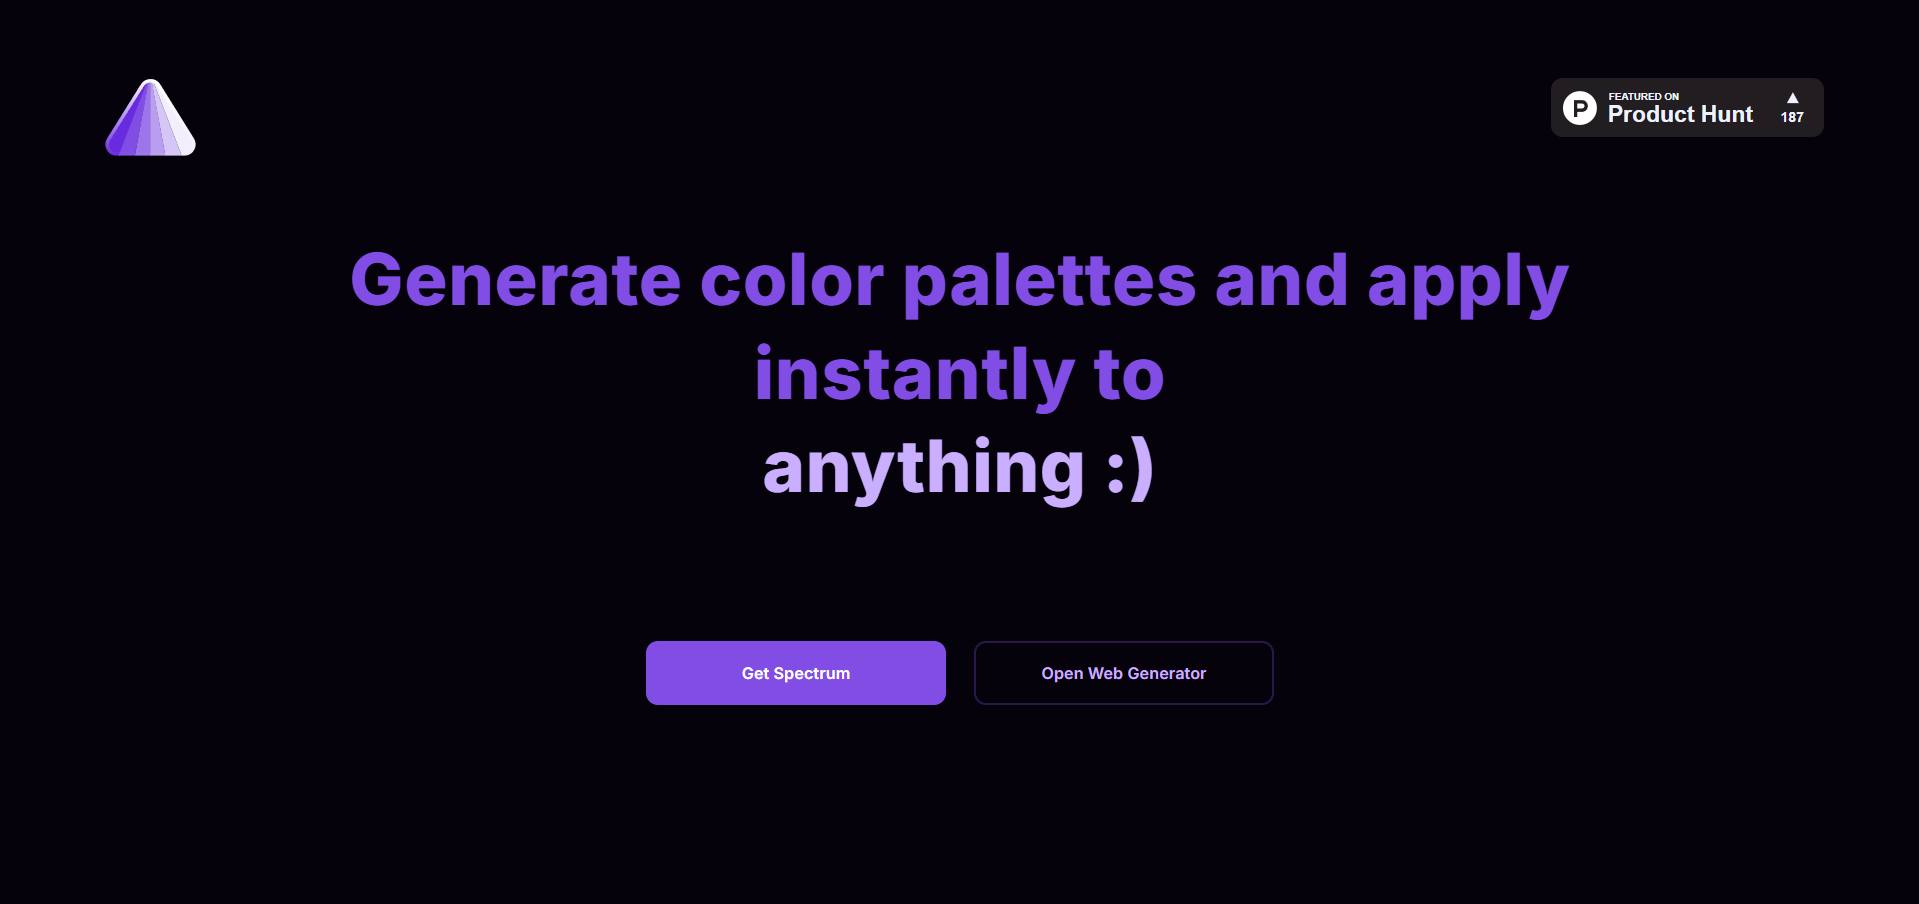 FEATURED ON
Product Hunt
187
Generate color palettes and apply
instantly to
anything :)
Get Spectrum
Open Web Generator